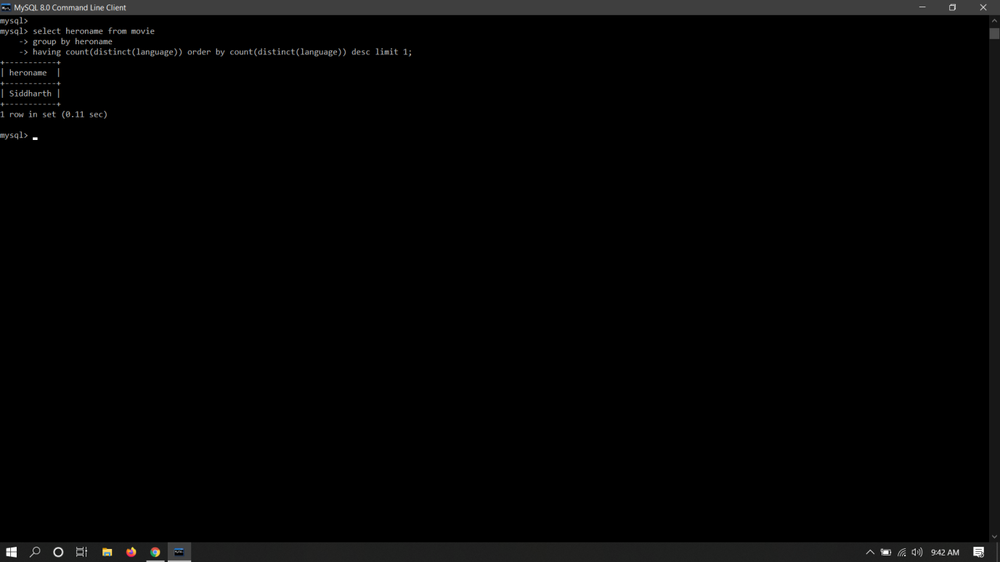 MySQL 8.0 Command Line Client
mysql>
mysql> select heroname from movie
    -> group by heroname
    -> having count(distinct(language)) order by count(distinct(language)) desc limit 1;
+-----------+
| heroname  |
+-----------+
| Siddharth |
+-----------+
1 row in set (0.11 sec)
mysql>
9:42 AM